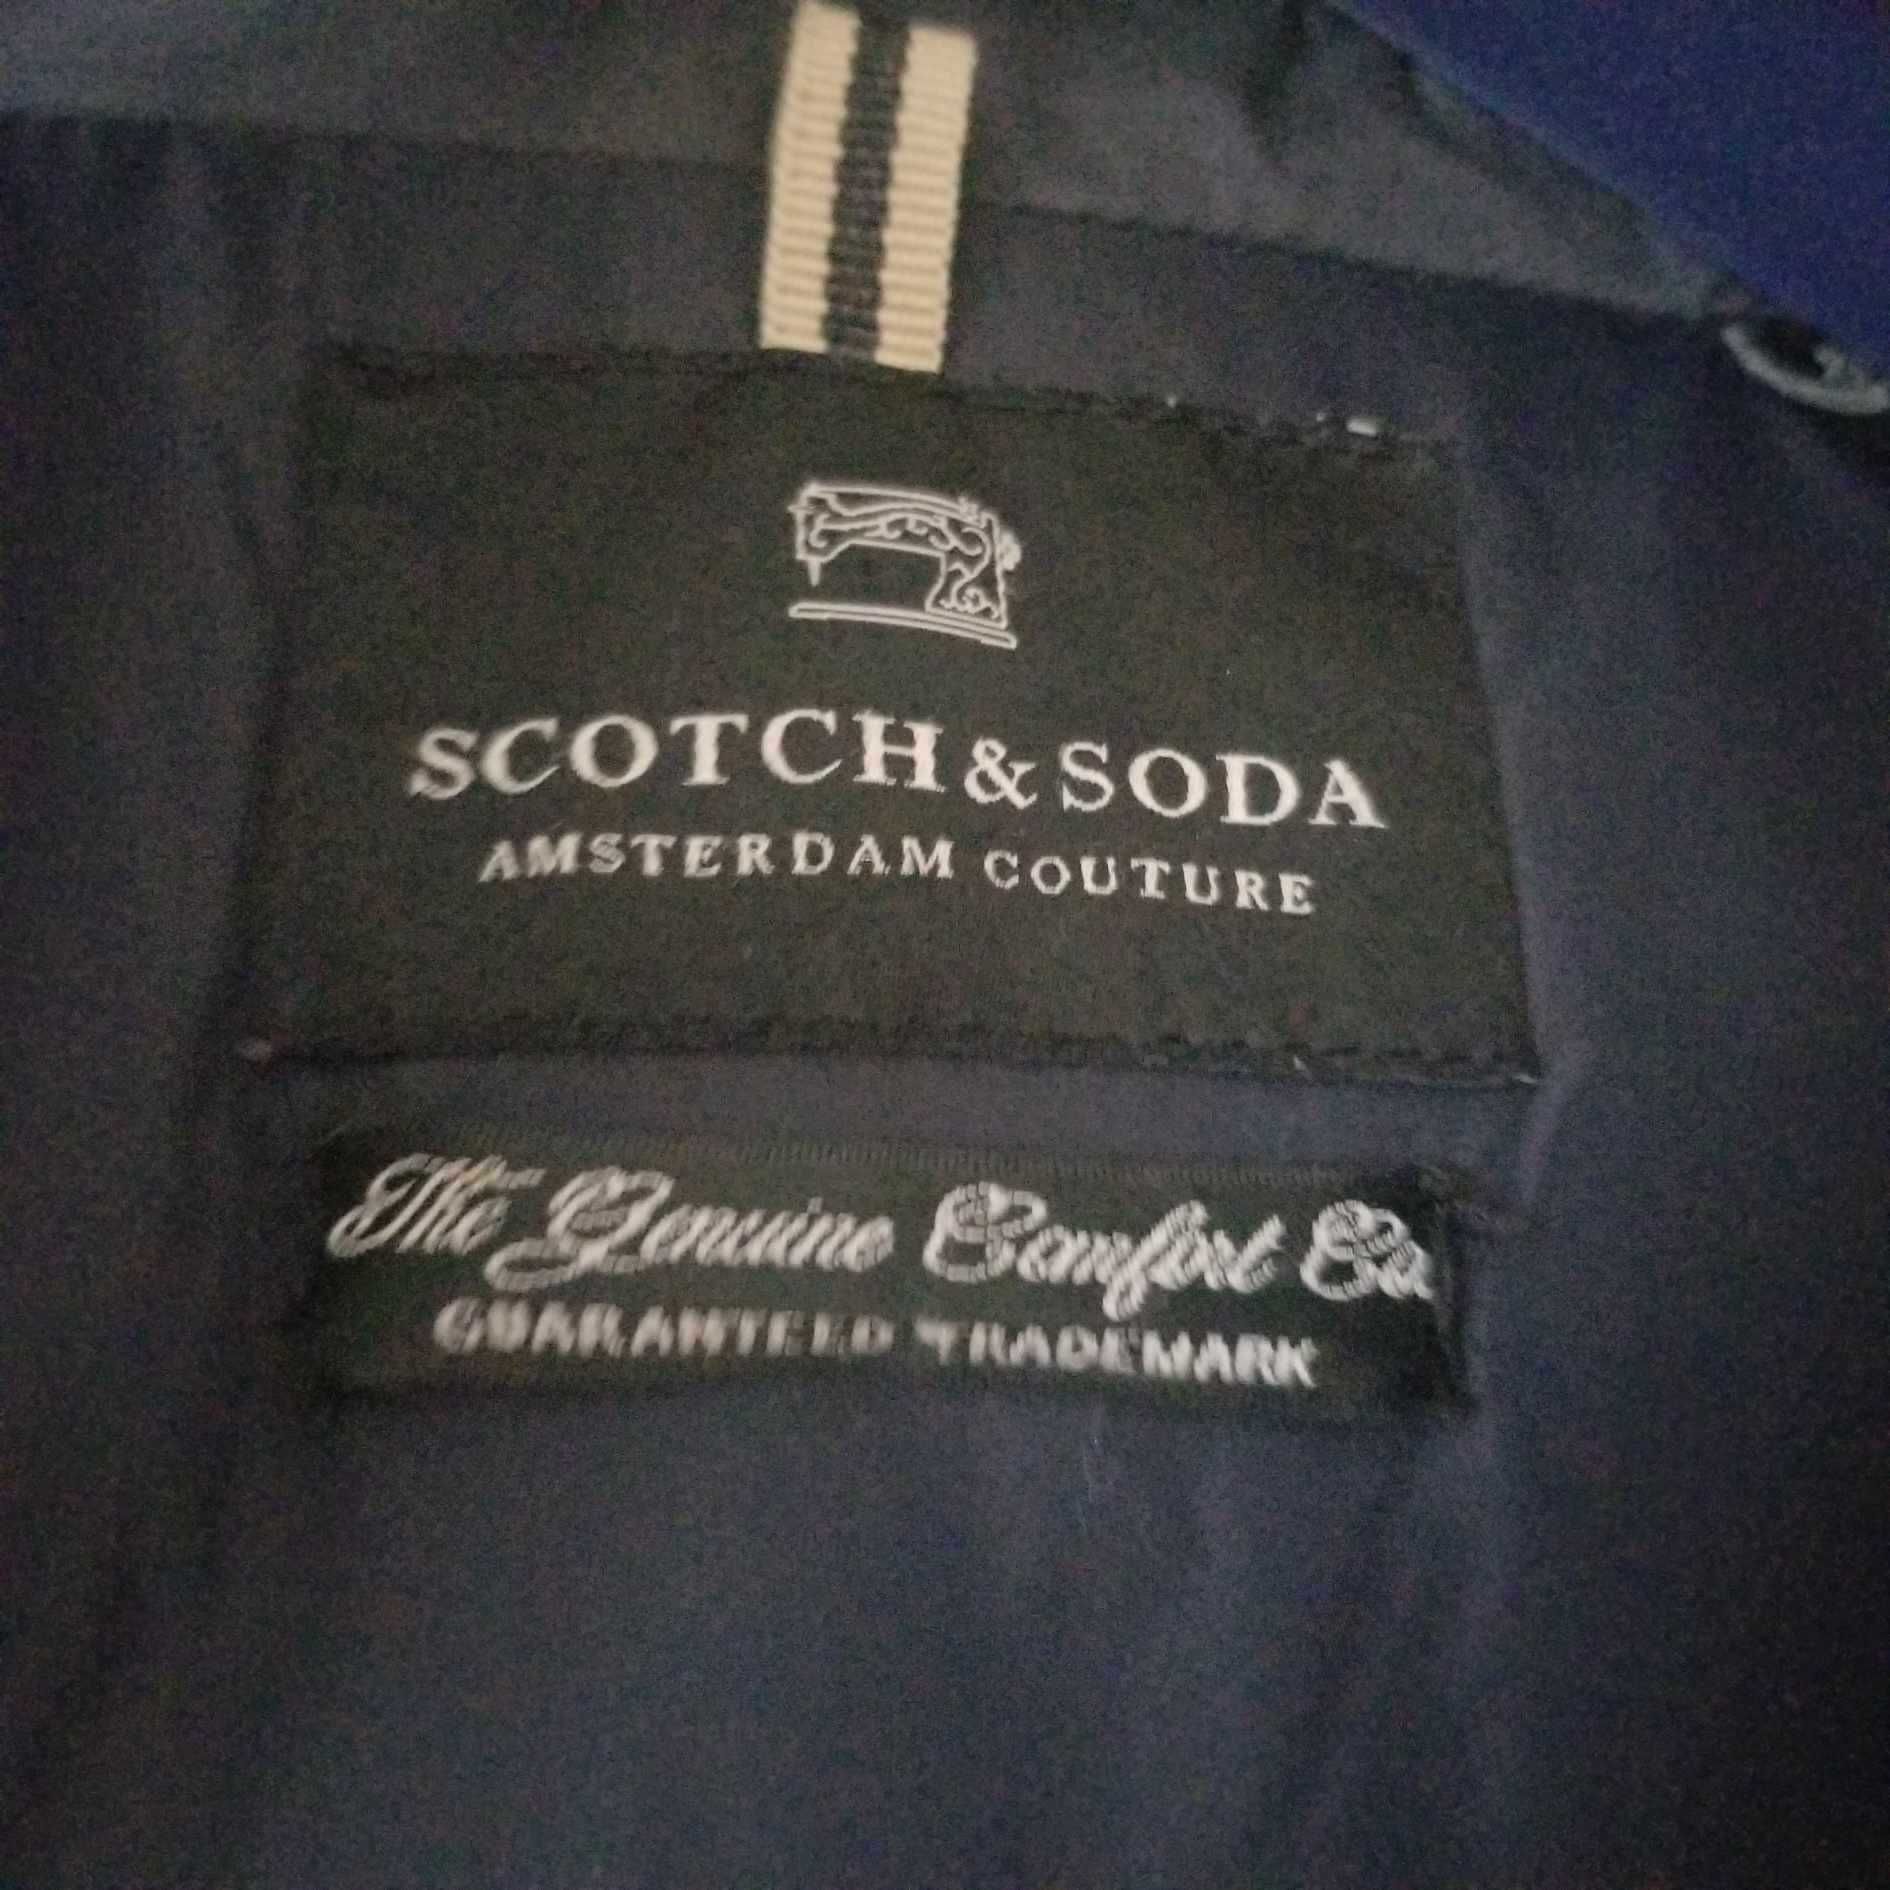 SCOTCH & SODA
AMSTERDAM COUTURE
The Genuine Comfort Co.
GUARANTEED TRADEMARK